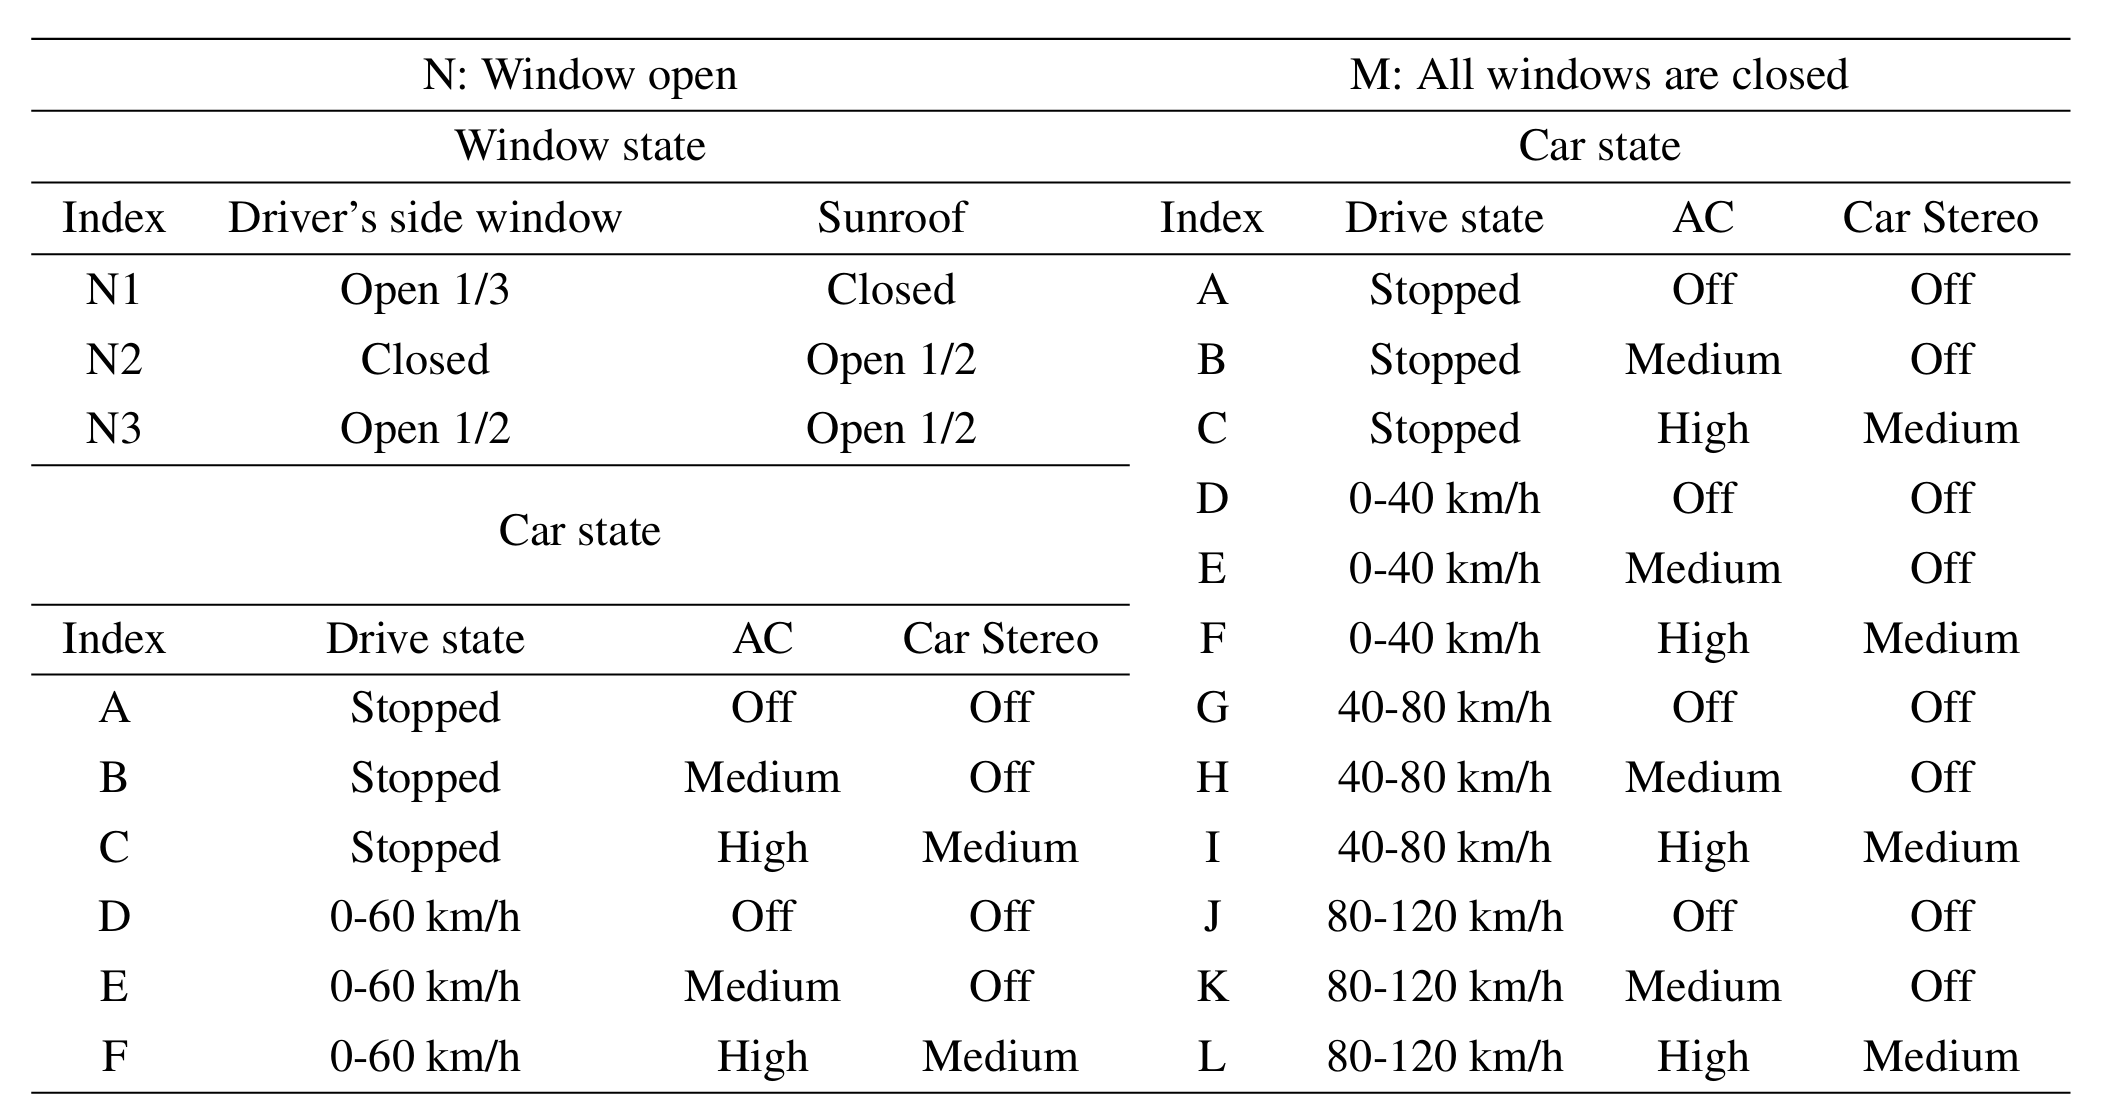 N: Window open M: All windows are closed
Window state Car state
Index Driver's side window Sunroof Index Drive state AC Car Stereo
N1 Open 1/3 Closed A Stopped Off Off
N2 Closed Open 1/2 B Stopped Medium Off
N3 Open 1/2 Open 1/2 C Stopped High Medium
D 0-40 km/h Off Off
Car state
E 0-40 km/h Medium Off
Index Drive state AC Car Stereo F 0-40 km/h High Medium
A Stopped Off Off G 40-80 km/h Off Off
B Stopped Medium Off H 40-80 km/h Medium Off
C Stopped High Medium I 40-80 km/h High Medium
D 0-60 km/h Off Off J 80-120 km/h Off Off
E 0-60 km/h Medium Off K 80-120 km/h Medium Off
F 0-60 km/h High Medium L 80-120 km/h High Medium